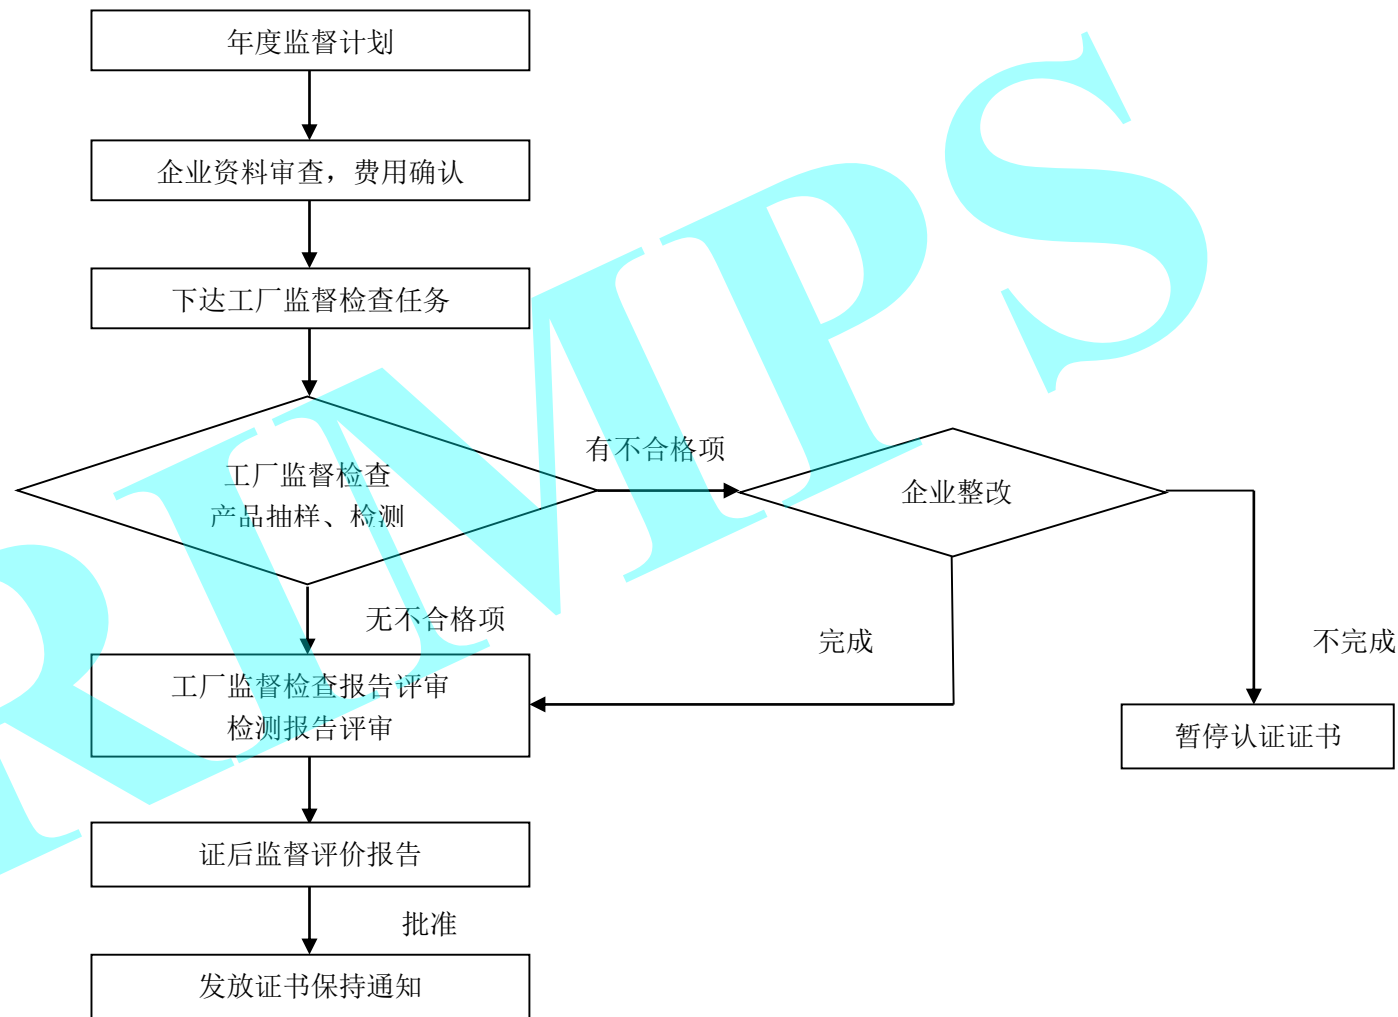 年度监督计划
企业资料审查，费用确认
下达工厂监督检查任务
工厂监督检查
产品抽样、检测
有不合格项
企业整改
无不合格项
完成
不完成
工厂监督检查报告评审
检测报告评审
暂停认证证书
证后监督评价报告
批准
发放证书保持通知
RIMPS